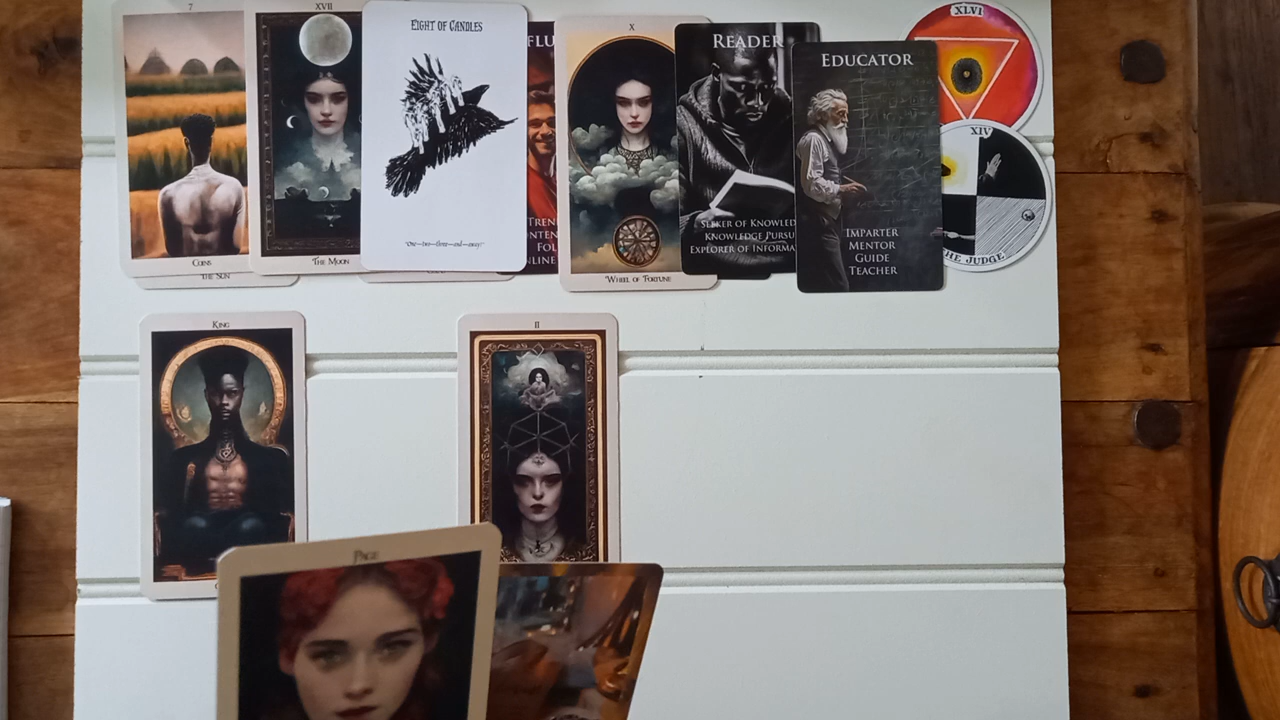 7
COINS
THE SUN
XVII
THE MOON
EIGHT OF CANDLES
"ONE—TWO—THREE—AND—AWAY!"
FLU
TREN
NTEN
FOL
NLINE
X
WHEEL OF FORTUNE
READER
SEEKER OF KNOWLED
KNOWLEDGE PURSU
EXPLORER OF INFORMA
EDUCATOR
IMPARTER
MENTOR
GUIDE
TEACHER
XLVI
XIV
HE JUDGE
KING
II
PAGE